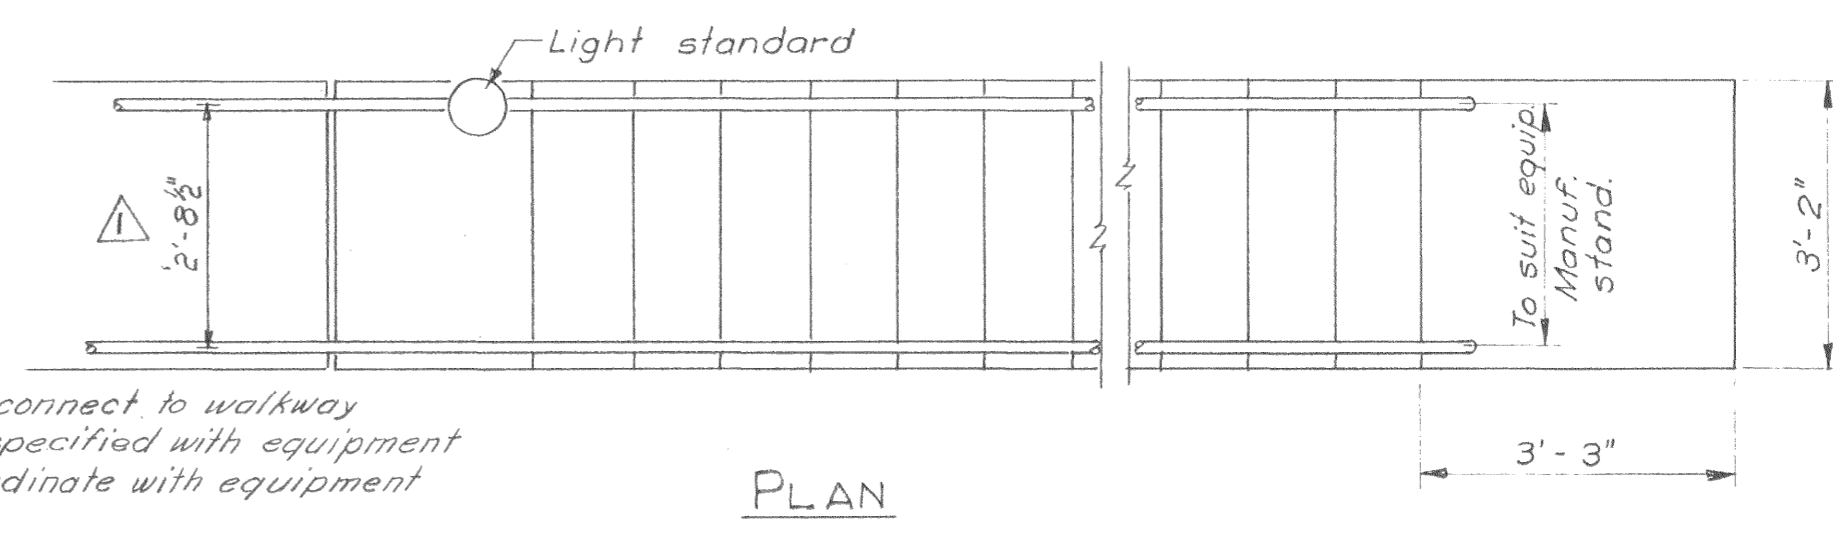 Light standard
1
2'-8½"
To suit equip.
Manuf.
stand.
3'-2"
connect to walkway
specified with equipment
dinate with equipment
3'-3"
PLAN